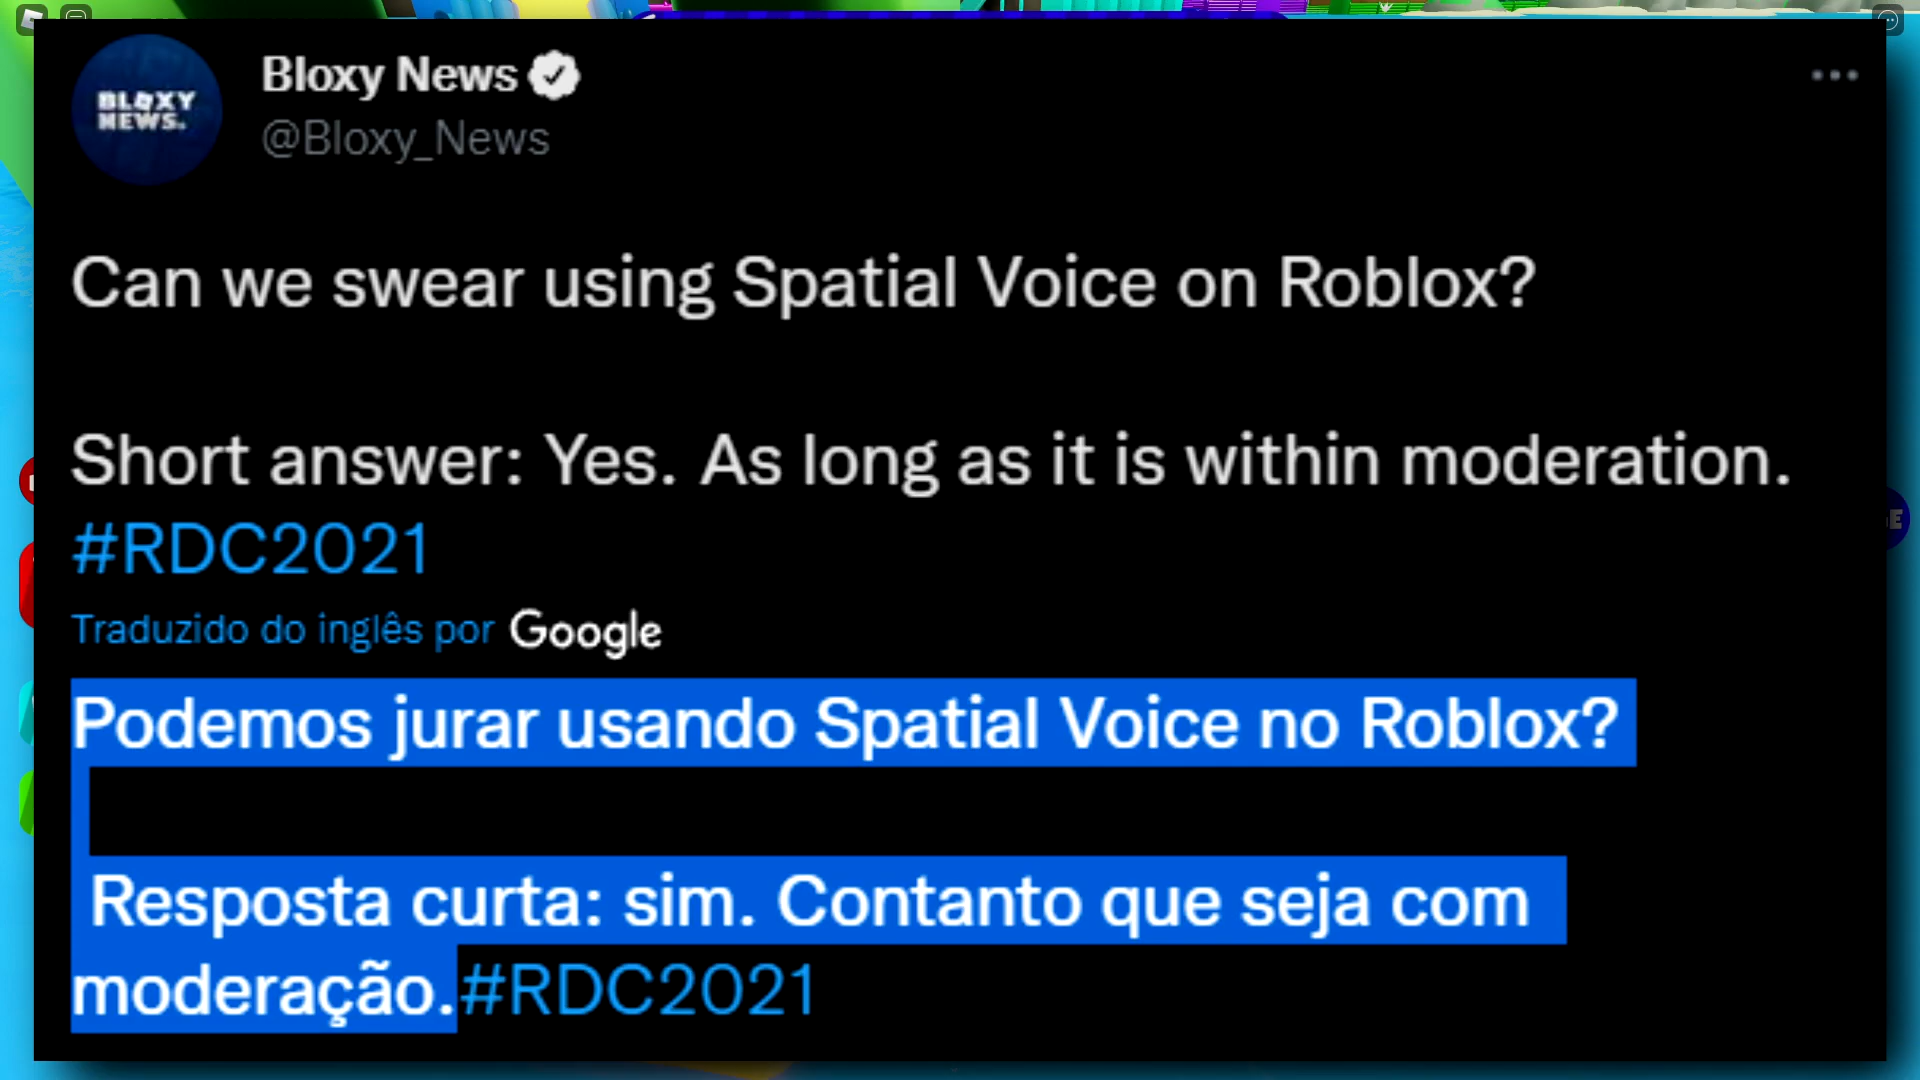 BLOXY
NEWS.
Bloxy News
@Bloxy_News
Can we swear using Spatial Voice on Roblox?
Short answer: Yes. As long as it is within moderation.
#RDC2021
Traduzido do inglês por Google
Podemos jurar usando Spatial Voice no Roblox?
Resposta curta: sim. Contanto que seja com
moderação.#RDC2021